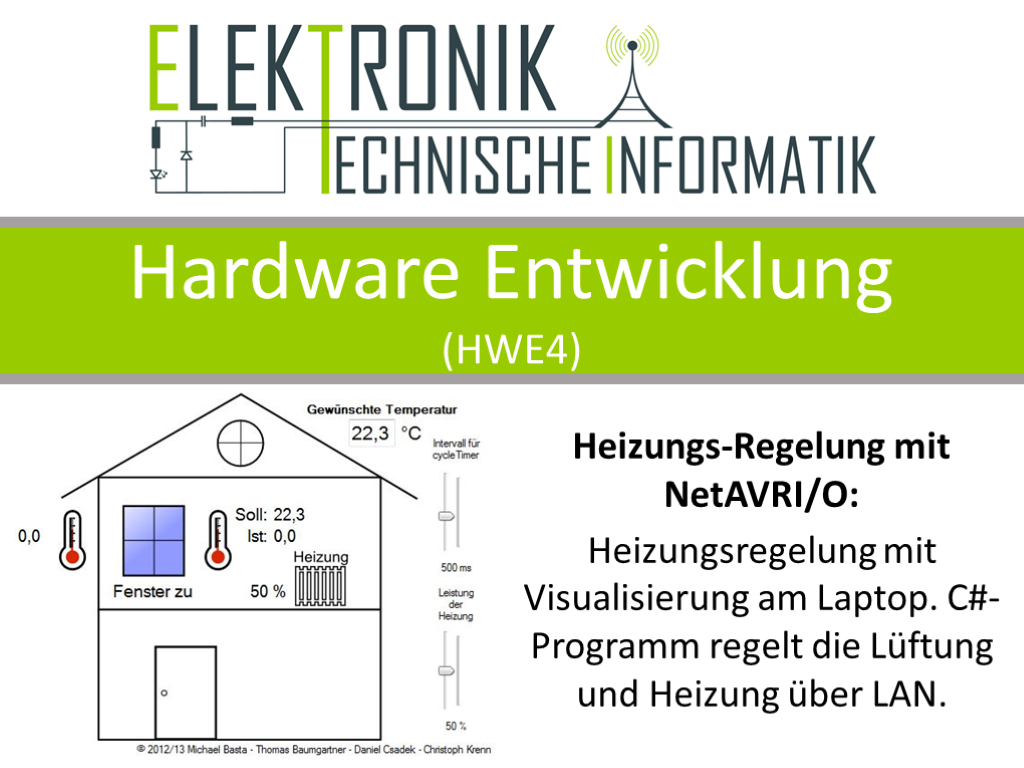 ELEKTRONIK
TECHNISCHE INFORMATIK
Hardware Entwicklung
(HWE4)
Gewünschte Temperatur
22,3 °C
Intervall für
cycleTimer
500 ms
Leistung
der
Heizung
50 %
0,0
Soll: 22,3
Ist: 0,0
Heizung
Fenster zu
50 %
© 2012/13 Michael Basta - Thomas Baumgartner - Daniel Csadek - Christoph Krenn
Heizungs-Regelung mit
NetAVRI/O:
Heizungsregelung mit
Visualisierung am Laptop. C#-
Programm regelt die Lüftung
und Heizung über LAN.